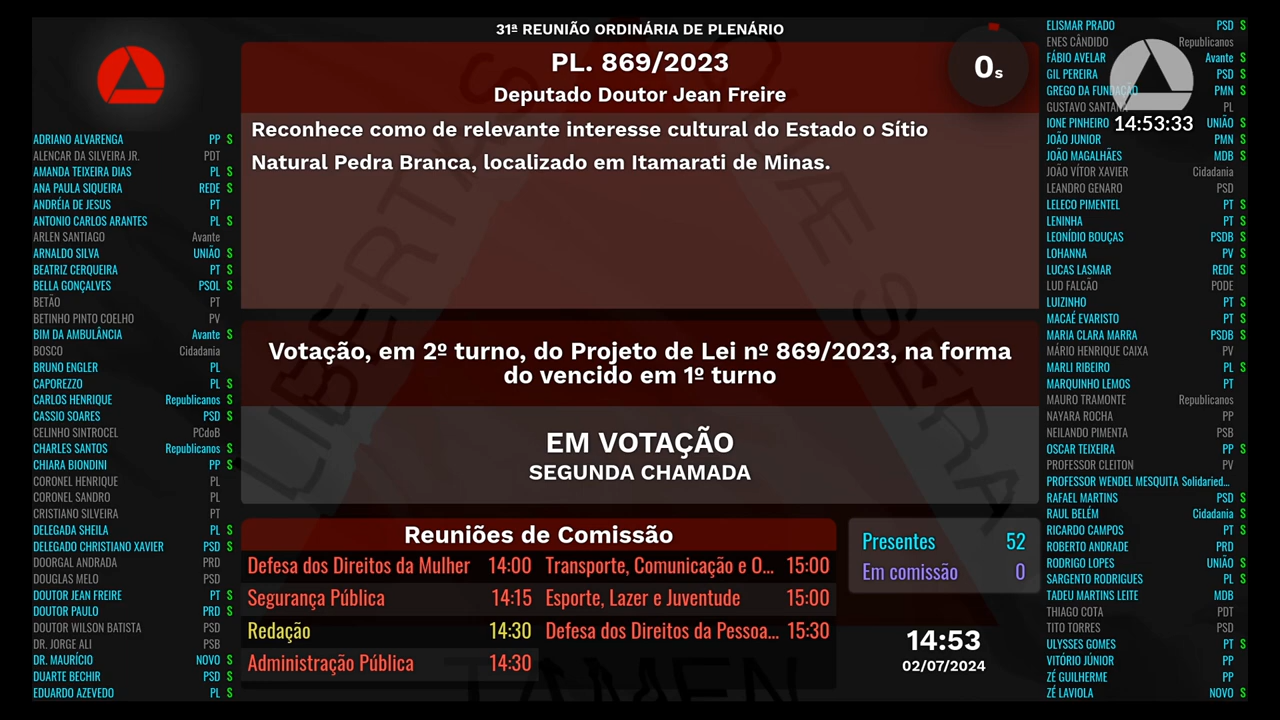 31ª REUNIÃO ORDINÁRIA DE PLENÁRIO
PL. 869/2023
Deputado Doutor Jean Freire
0s
Reconhece como de relevante interesse cultural do Estado o Sítio
Natural Pedra Branca, localizado em Itamarati de Minas.
Votação, em 2º turno, do Projeto de Lei nº 869/2023, na forma
do vencido em 1º turno
EM VOTAÇÃO
SEGUNDA CHAMADA
Reuniões de Comissão
Defesa dos Direitos da Mulher 14:00 Transporte, Comunicação e O... 15:00
Segurança Pública 14:15 Esporte, Lazer e Juventude 15:00
Redação 14:30 Defesa dos Direitos da Pessoa... 15:30
Administração Pública 14:30
Presentes 52
Em comissão 0
14:53
02/07/2024
ADRIANO ALVARENGA PP S
ALENCAR DA SILVEIRA JR. PDT
AMANDA TEIXEIRA DIAS PL S
ANA PAULA SIQUEIRA REDE S
ANDRÉIA DE JESUS PT
ANTONIO CARLOS ARANTES PL S
ARLEN SANTIAGO Avante
ARNALDO SILVA UNIÃO S
BEATRIZ CERQUEIRA PT S
BELLA GONÇALVES PSOL S
BETÃO PT
BETINHO PINTO COELHO PV
BIM DA AMBULÂNCIA Avante S
BOSCO Cidadania
BRUNO ENGLER PL
CAPOREZZO PL S
CARLOS HENRIQUE Republicanos S
CASSIO SOARES PSD S
CELINHO SINTROCEL PCdoB
CHARLES SANTOS Republicanos S
CHIARA BIONDINI PP S
CORONEL HENRIQUE PL
CORONEL SANDRO PL
CRISTIANO SILVEIRA PT
DELEGADA SHEILA PL S
DELEGADO CHRISTIANO XAVIER PSD S
DOORGAL ANDRADA PRD
DOUGLAS MELO PSD
DOUTOR JEAN FREIRE PT S
DOUTOR PAULO PRD S
DOUTOR WILSON BATISTA PSD
DR. JORGE ALI PSB
DR. MAURÍCIO NOVO S
DUARTE BECHIR PSD S
EDUARDO AZEVEDO PL S
ELISMAR PRADO PSD S
ENES CÂNDIDO Republicanos
FÁBIO AVELAR Avante S
GIL PEREIRA PSD S
GREGO DA FUNDAÇÃO PMN S
GUSTAVO SANTANA PL
IONE PINHEIRO UNIÃO S
14:53:33
JOÃO JUNIOR PMN S
JOÃO MAGALHÃES MDB S
JOÃO VÍTOR XAVIER Cidadania
LEANDRO GENARO PSD
LELECO PIMENTEL PT S
LENINHA PT S
LEONÍDIO BOUÇAS PSDB S
LOHANNA PV S
LUCAS LASMAR REDE S
LUD FALCÃO PODE
LUIZINHO PT S
MACAÉ EVARISTO PT S
MARIA CLARA MARRA PSDB S
MÁRIO HENRIQUE CAIXA PV
MARLI RIBEIRO PL S
MARQUINHO LEMOS PT
MAURO TRAMONTE Republicanos
NAYARA ROCHA PP
NEILANDO PIMENTA PSB
OSCAR TEIXEIRA PP S
PROFESSOR CLEITON PV
PROFESSOR WENDEL MESQUITA Solidaried...
RAFAEL MARTINS PSD S
RAUL BELÉM Cidadania S
RICARDO CAMPOS PT S
ROBERTO ANDRADE PRD
RODRIGO LOPES UNIÃO S
SARGENTO RODRIGUES PL S
TADEU MARTINS LEITE MDB
THIAGO COTA PDT
TITO TORRES PSD
ULYSSES GOMES PT S
VITÓRIO JÚNIOR PP
ZÉ GUILHERME PP
ZÉ LAVIOLA NOVO S
LIBERTAS QUÆ SERA TAMEN